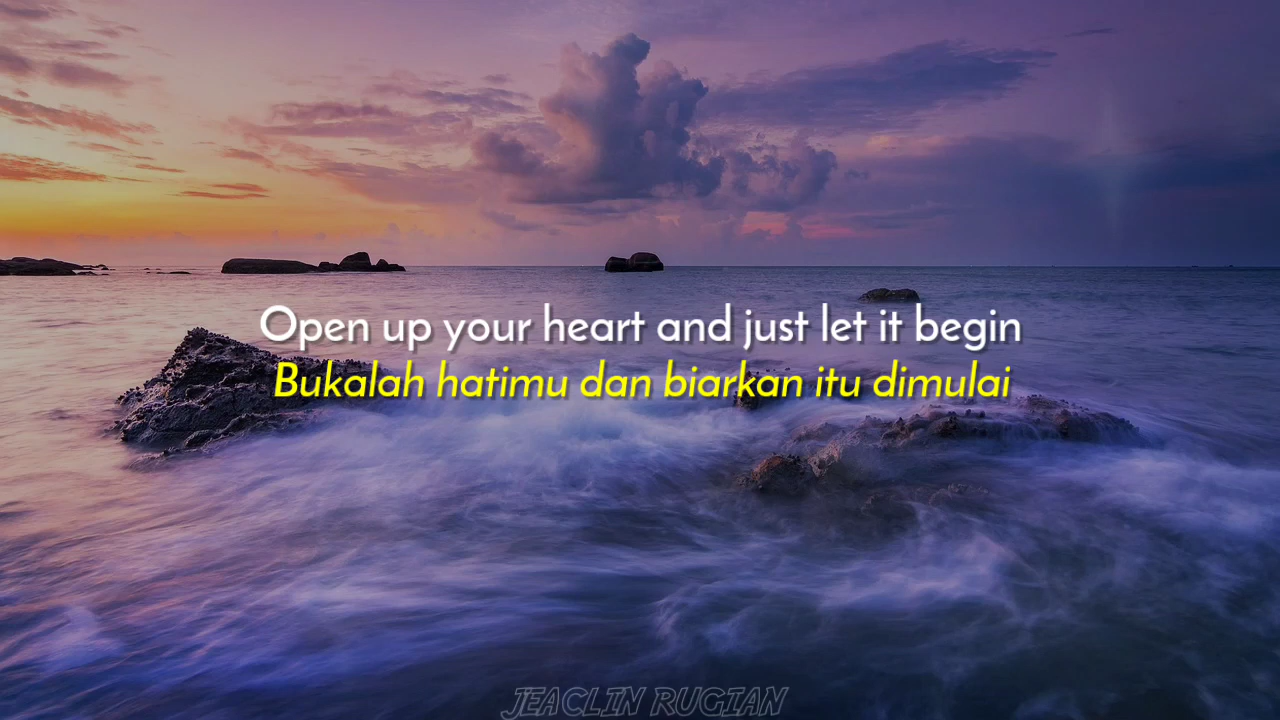 Open up your heart and just let it begin
Bukalah hatimu dan biarkan itu dimulai
JEACLIN RUGIAN